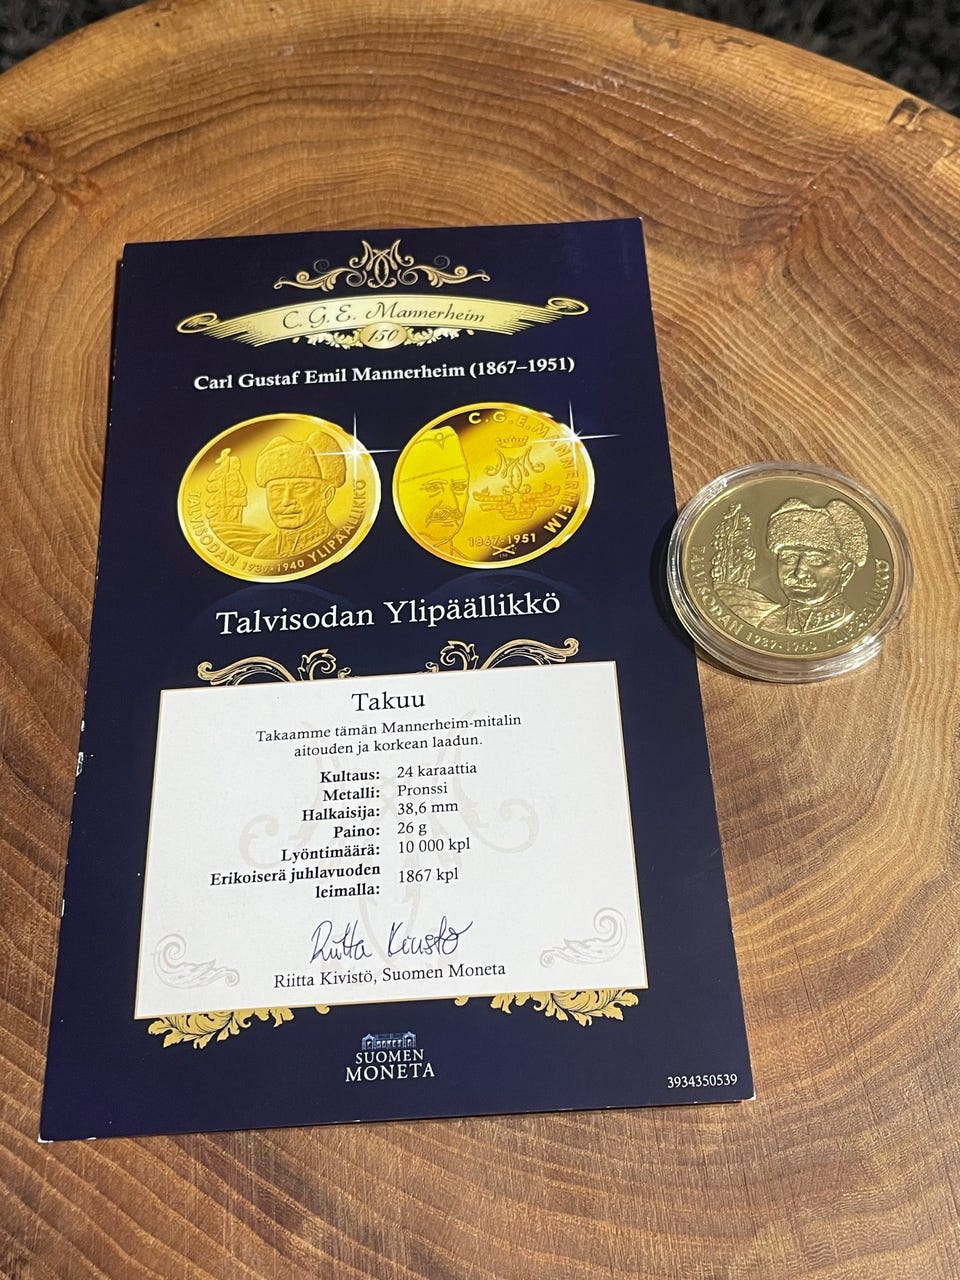 C. G. E. Mannerheim
150
Carl Gustaf Emil Mannerheim (1867–1951)
TALVISODAN 1939-1940 YLIPÄÄLLIKKÖ
C.G.E. MANNERHEIM
1867-1951
Talvisodan Ylipäällikkö
Takuu
Takaamme tämän Mannerheim-mitalin
aitouden ja korkean laadun.
Kultaus: 24 karaattia
Metalli: Pronssi
Halkaisija: 38,6 mm
Paino: 26 g
Lyöntimäärä: 10 000 kpl
Erikoiserä juhlavuoden
leimalla: 1867 kpl
Riitta Kivistö
Riitta Kivistö, Suomen Moneta
SUOMEN
MONETA
3934350539
TALVISODAN 1939-1940 YLIPÄÄLLIKKÖ